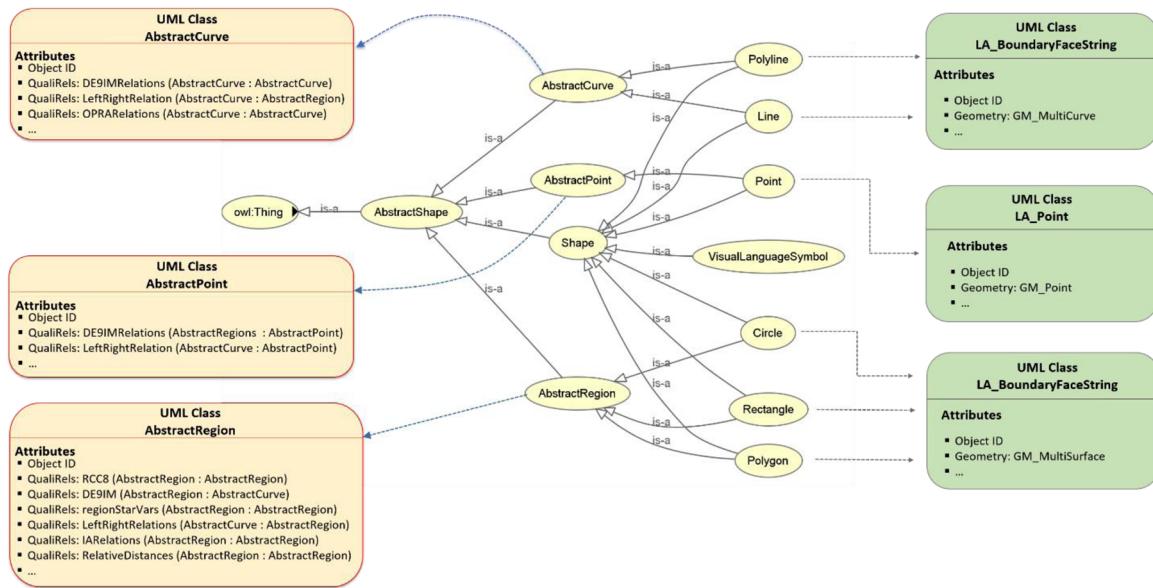 UML Class
AbstractCurve
Attributes
▪ Object ID
▪ QualiRels: DE9IMRelations (AbstractCurve : AbstractCurve)
▪ QualiRels: LeftRightRelation (AbstractCurve : AbstractRegion)
▪ QualiRels: OPRARelations (AbstractCurve : AbstractCurve)
▪ ...
UML Class
AbstractPoint
Attributes
▪ Object ID
▪ QualiRels: DE9IMRelations (AbstractRegions : AbstractPoint)
▪ QualiRels: LeftRightRelation (AbstractCurve : AbstractPoint)
▪ ...
UML Class
AbstractRegion
Attributes
▪ Object ID
▪ QualiRels: RCC8 (AbstractRegion : AbstractRegion)
▪ QualiRels: DE9IM (AbstractRegion : AbstractCurve)
▪ QualiRels: regionStarVars (AbstractRegion : AbstractRegion)
▪ QualiRels: LeftRightRelations (AbstractCurve : AbstractRegion)
▪ QualiRels: IARelations (AbstractRegion : AbstractRegion)
▪ QualiRels: RelativeDistances (AbstractRegion : AbstractRegion)
▪ ...
owl:Thing
is-a
AbstractShape
is-a
is-a
is-a
is-a
AbstractCurve
AbstractPoint
Shape
AbstractRegion
is-a
is-a
is-a
is-a
is-a
is-a
is-a
is-a
is-a
is-a
is-a
is-a
is-a
Polyline
Line
Point
VisualLanguageSymbol
Circle
Rectangle
Polygon
UML Class
LA_BoundaryFaceString
Attributes
▪ Object ID
▪ Geometry: GM_MultiCurve
▪ ...
UML Class
LA_Point
Attributes
▪ Object ID
▪ Geometry: GM_Point
▪ ...
UML Class
LA_BoundaryFaceString
Attributes
▪ Object ID
▪ Geometry: GM_MultiSurface
▪ ...